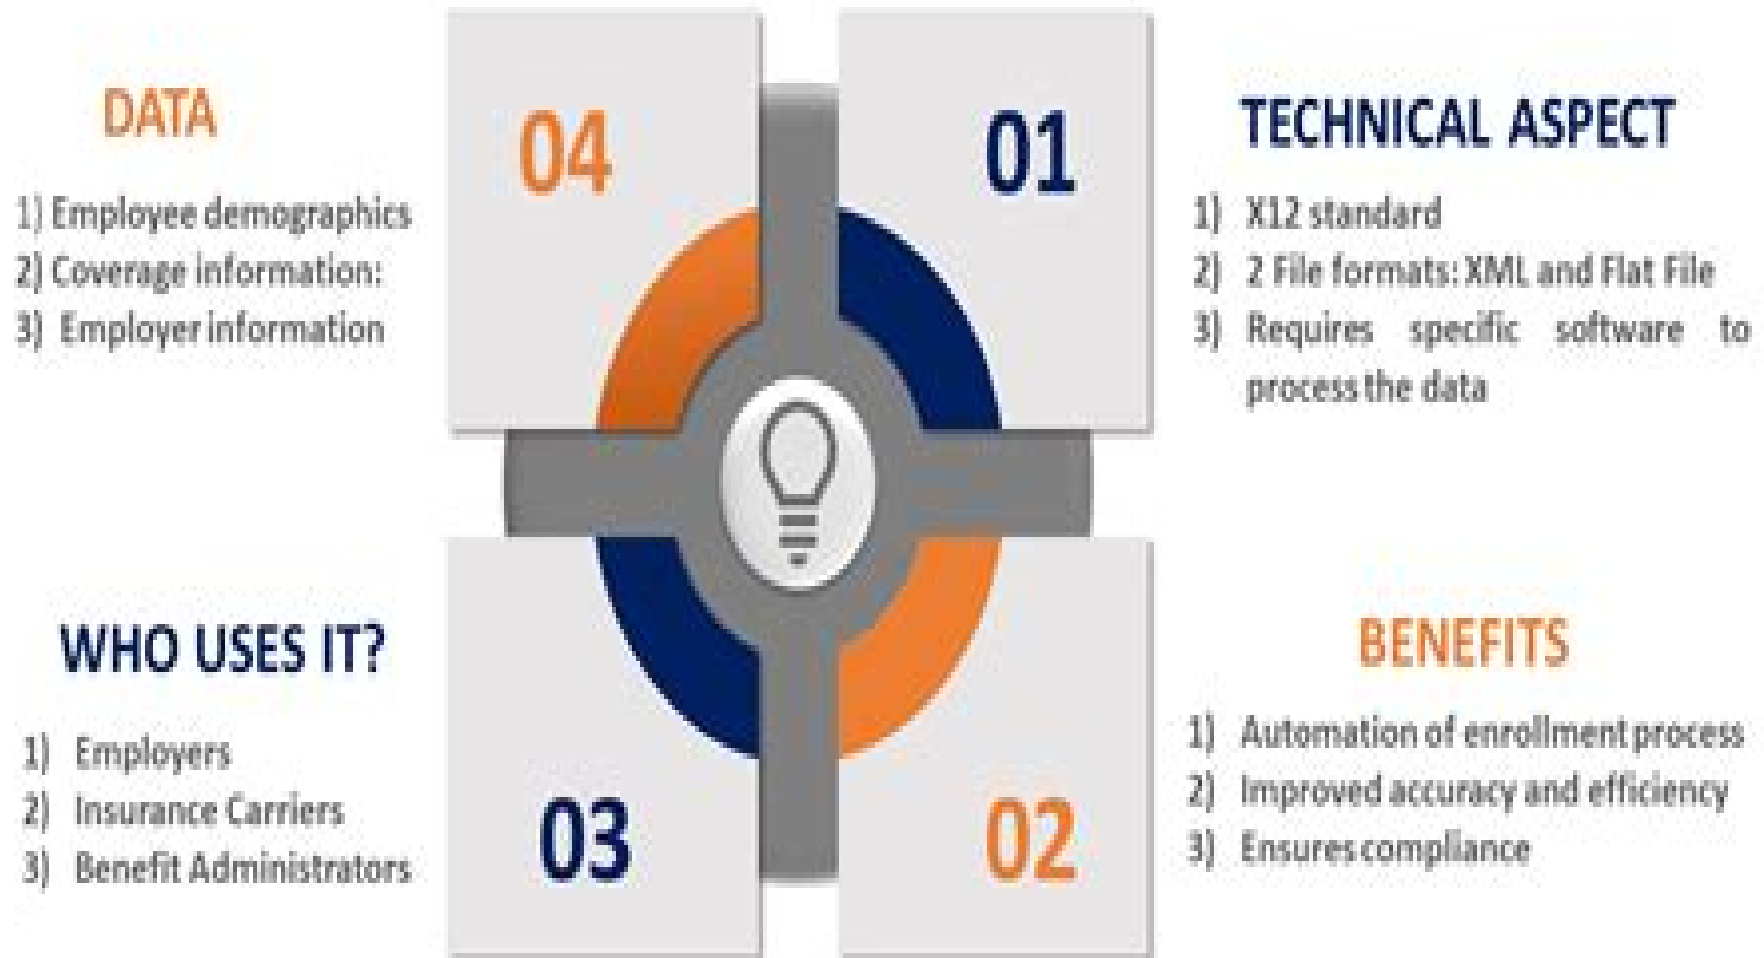 DATA
1) Employee demographics
2) Coverage information:
3) Employer information
04
01
TECHNICAL ASPECT
1) X12 standard
2) 2 File formats: XML and Flat File
3) Requires specific software to
process the data
WHO USES IT?
1) Employers
2) Insurance Carriers
3) Benefit Administrators
03
02
BENEFITS
1) Automation of enrollment process
2) Improved accuracy and efficiency
3) Ensures compliance